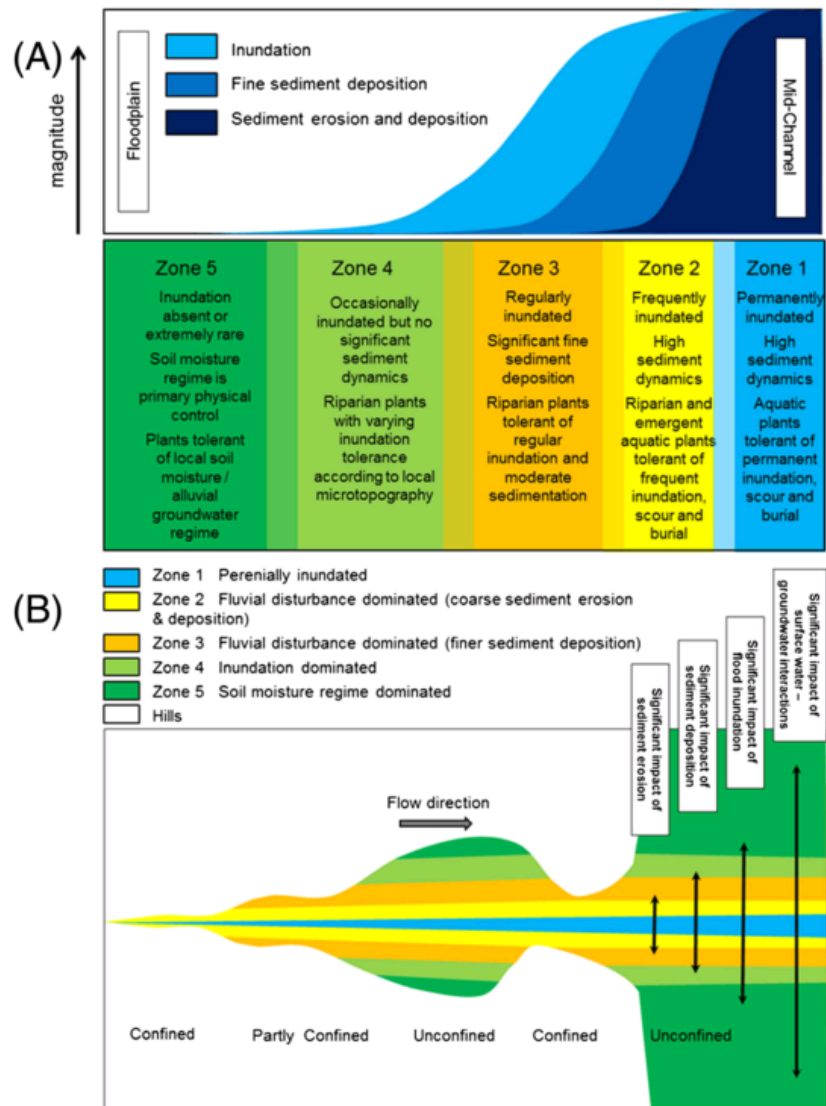 (A)
magnitude
Floodplain
Inundation
Fine sediment deposition
Sediment erosion and deposition
Mid-Channel
Zone 5
Inundation
absent or
extremely rare
Soil moisture
regime is
primary physical
control
Plants tolerant
of local soil
moisture /
alluvial
groundwater
regime
Zone 4
Occasionally
inundated but no
significant
sediment
dynamics
Riparian plants
with varying
inundation
tolerance
according to local
microtopography
Zone 3
Regularly
inundated
Significant fine
sediment
deposition
Riparian plants
tolerant of
regular
inundation and
moderate
sedimentation
Zone 2
Frequently
inundated
High
sediment
dynamics
Riparian and
emergent
aquatic plants
tolerant of
frequent
inundation,
scour and
burial
Zone 1
Permanently
inundated
High
sediment
dynamics
Aquatic
plants
tolerant of
permanent
inundation,
scour and
burial
(B)
Zone 1 Perenially inundated
Zone 2 Fluvial disturbance dominated (coarse sediment erosion
& deposition)
Zone 3 Fluvial disturbance dominated (finer sediment deposition)
Zone 4 Inundation dominated
Zone 5 Soil moisture regime dominated
Hills
Significant impact of
sediment erosion
Significant impact of
sediment deposition
Significant impact of
flood inundation
Significant impact of
surface water –
groundwater interactions
Flow direction
Confined
Partly Confined
Unconfined
Confined
Unconfined